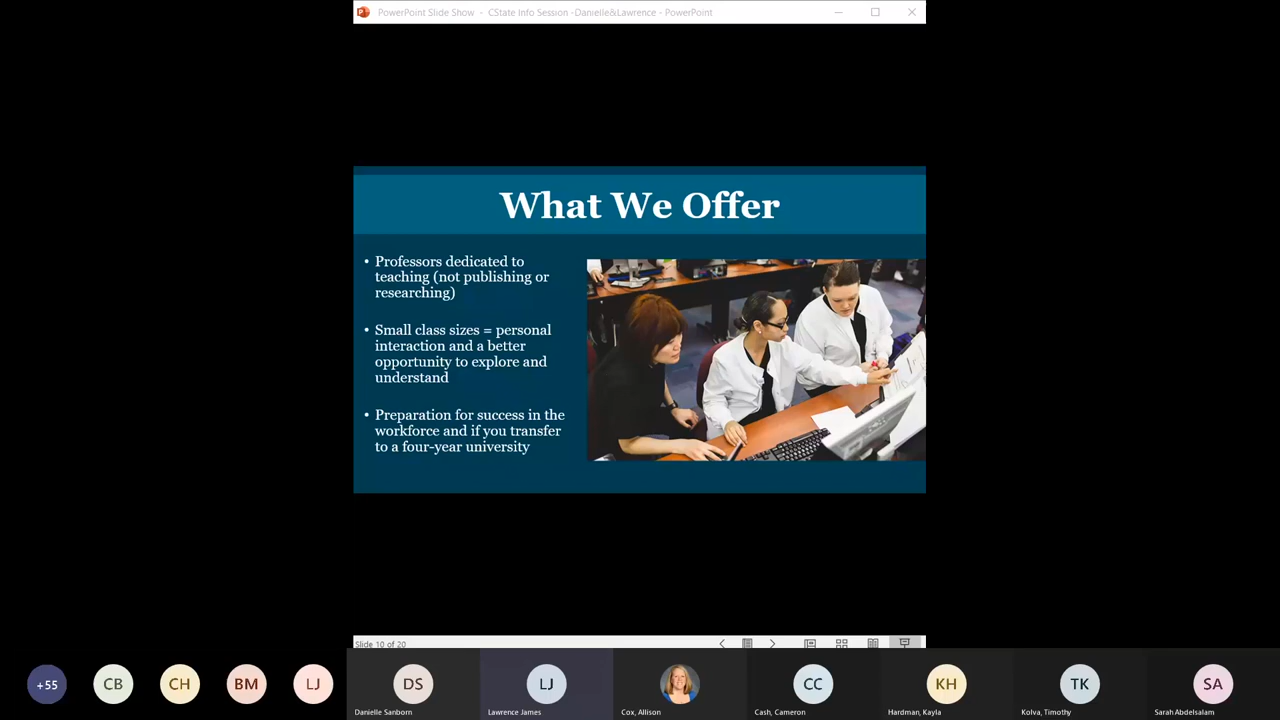 PowerPoint Slide Show - CState Info Session -Danielle&Lawrence - PowerPoint
What We Offer
• Professors dedicated to
teaching (not publishing or
researching)
• Small class sizes = personal
interaction and a better
opportunity to explore and
understand
• Preparation for success in the
workforce and if you transfer
to a four-year university
Slide 10 of 20
+55
CB
CH
BM
LJ
DS
LJ
CC
KH
TK
SA
Danielle Sanborn
Lawrence James
Cox, Allison
Cash, Cameron
Hardman, Kayla
Kolva, Timothy
Sarah Abdelsalam